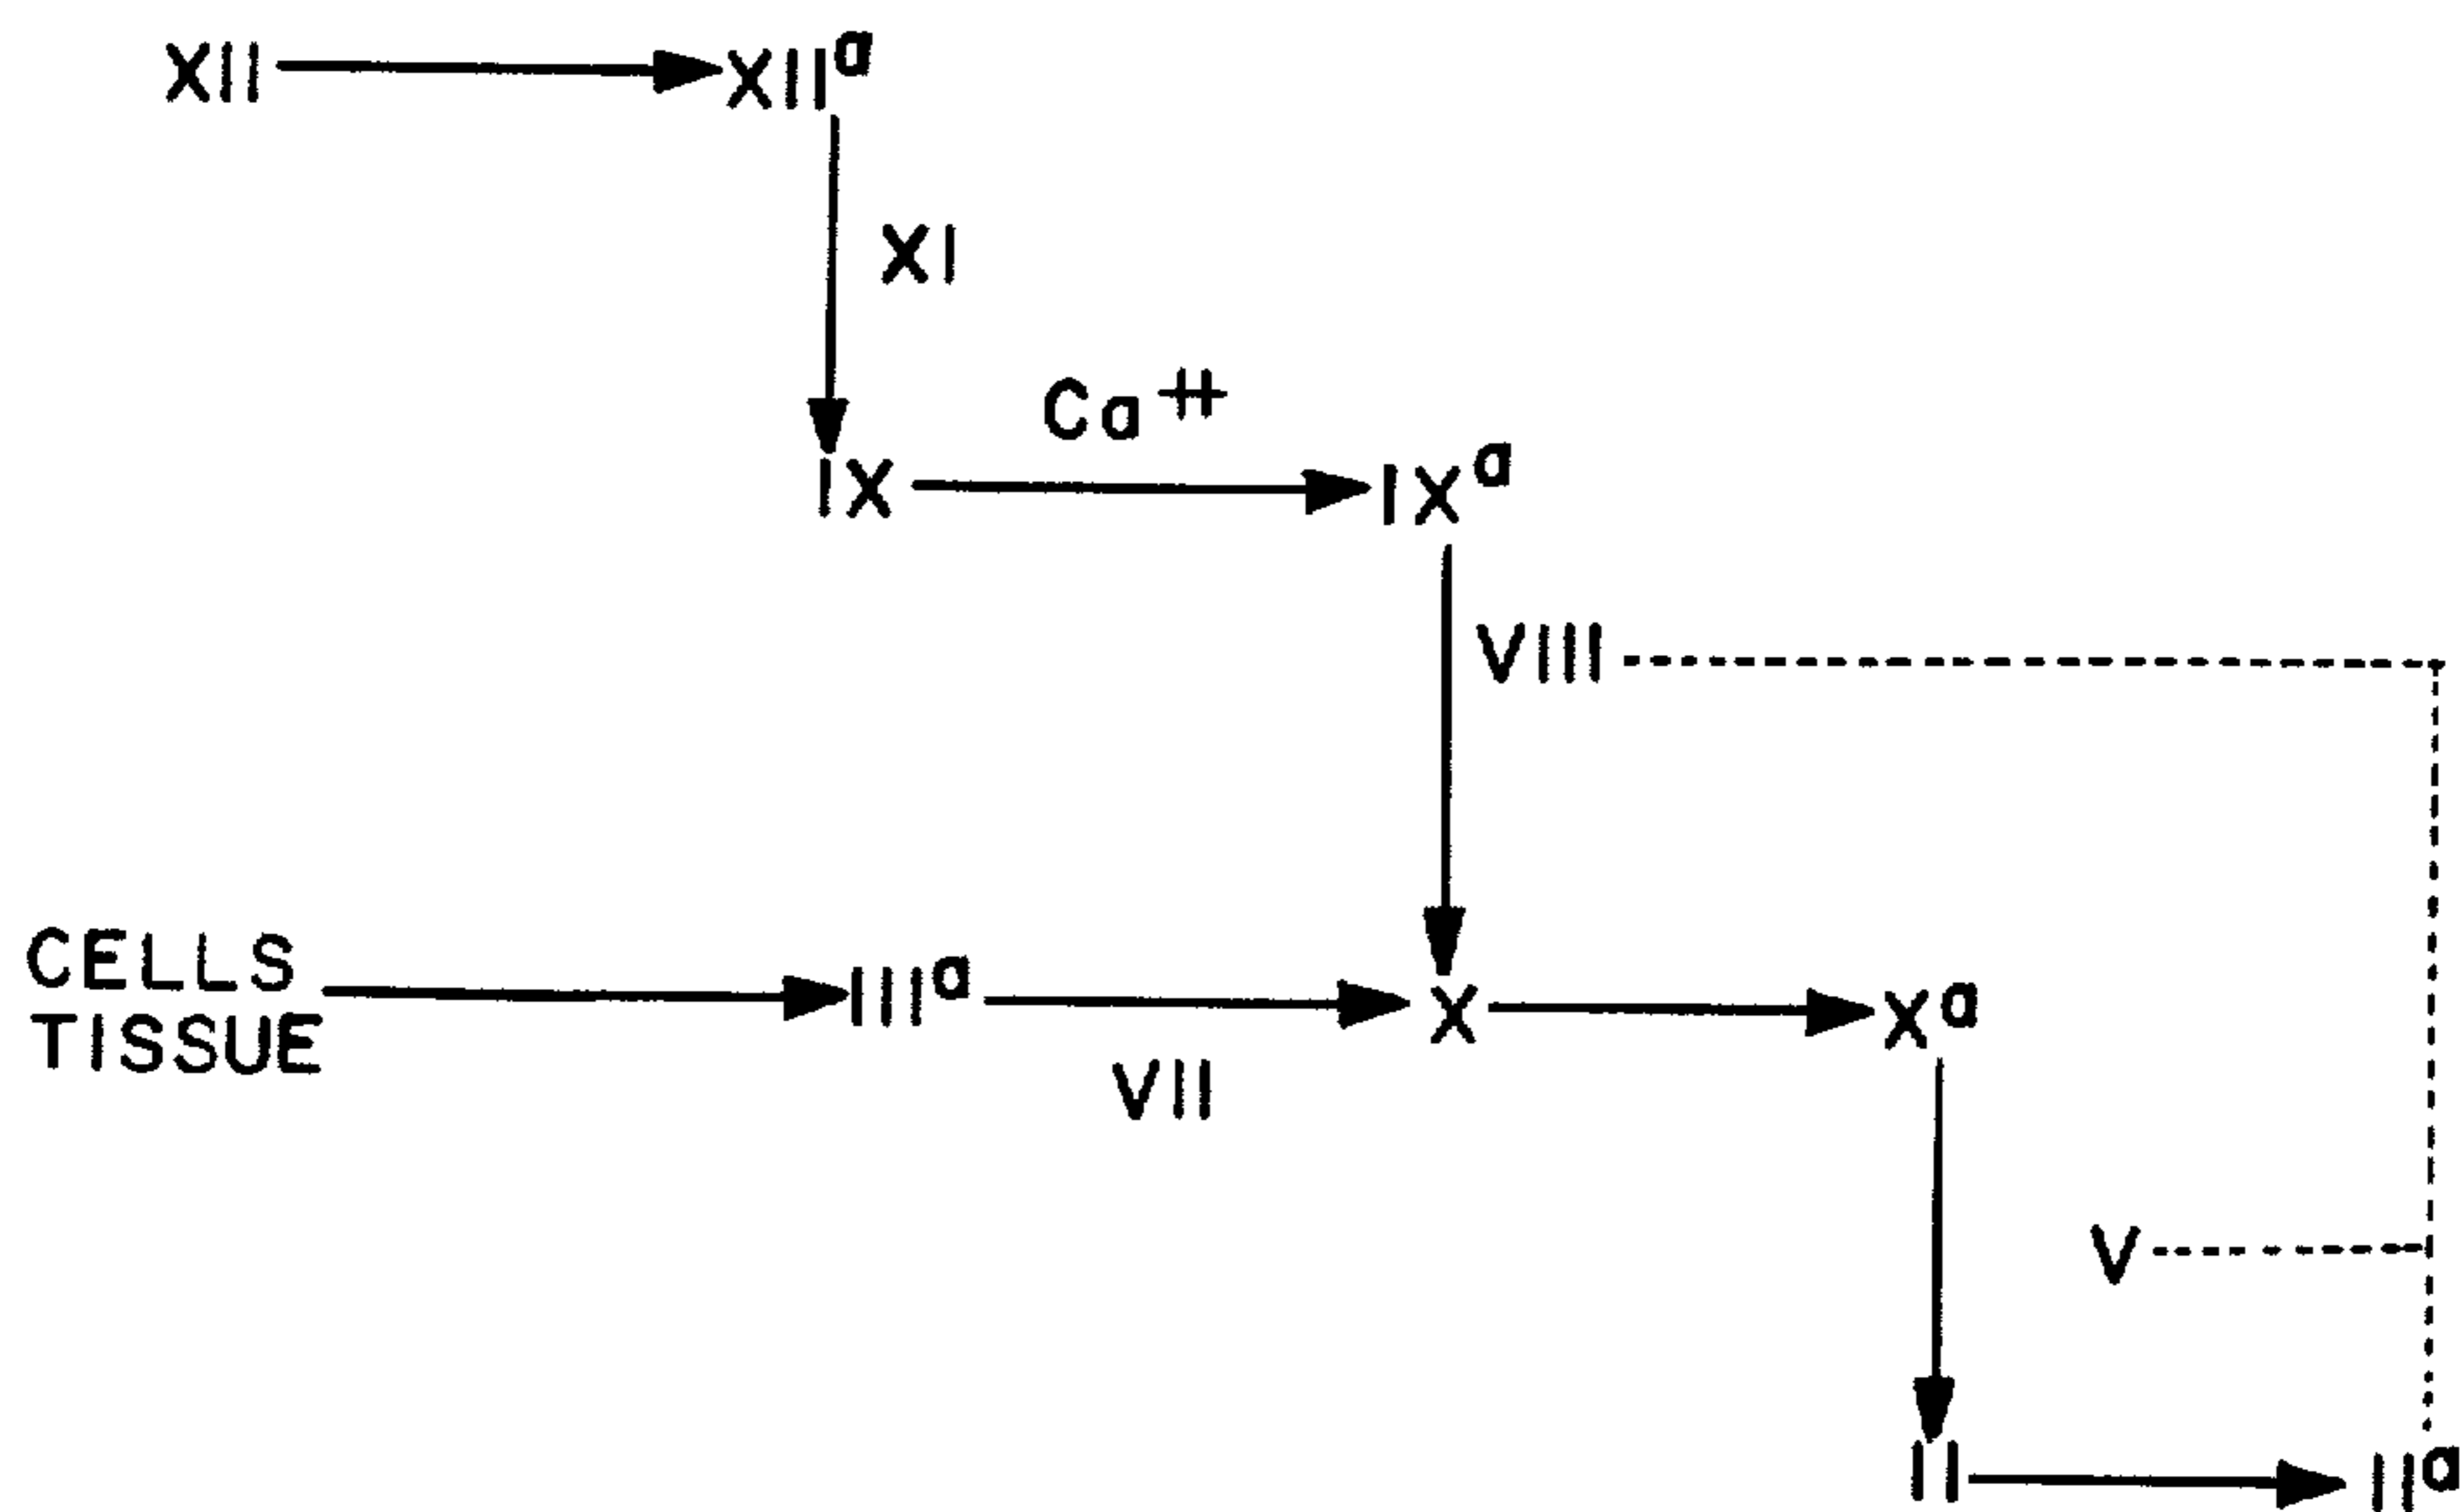 XII XIIᵃ
XI
Ca⁺⁺
IX IXᵃ
VIII
CELLS
TISSUE
IIIᵃ X Xᵃ
VII
V
II IIᵃ